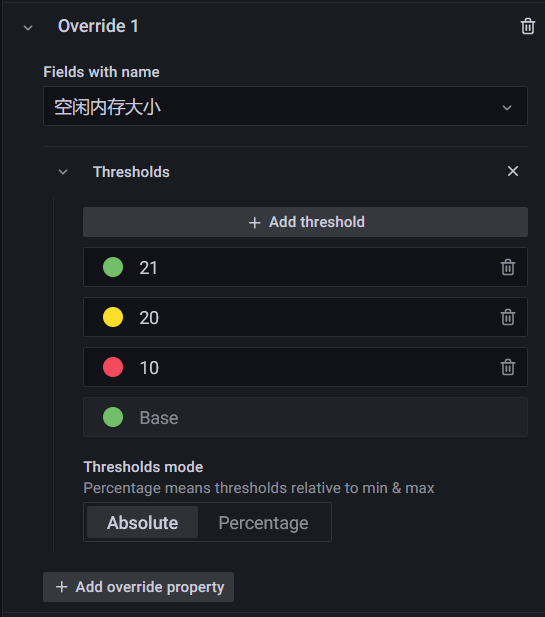 Override 1
Fields with name
空闲内存大小
Thresholds
+ Add threshold
21
20
10
Base
Thresholds mode
Percentage means thresholds relative to min & max
Absolute Percentage
+ Add override property